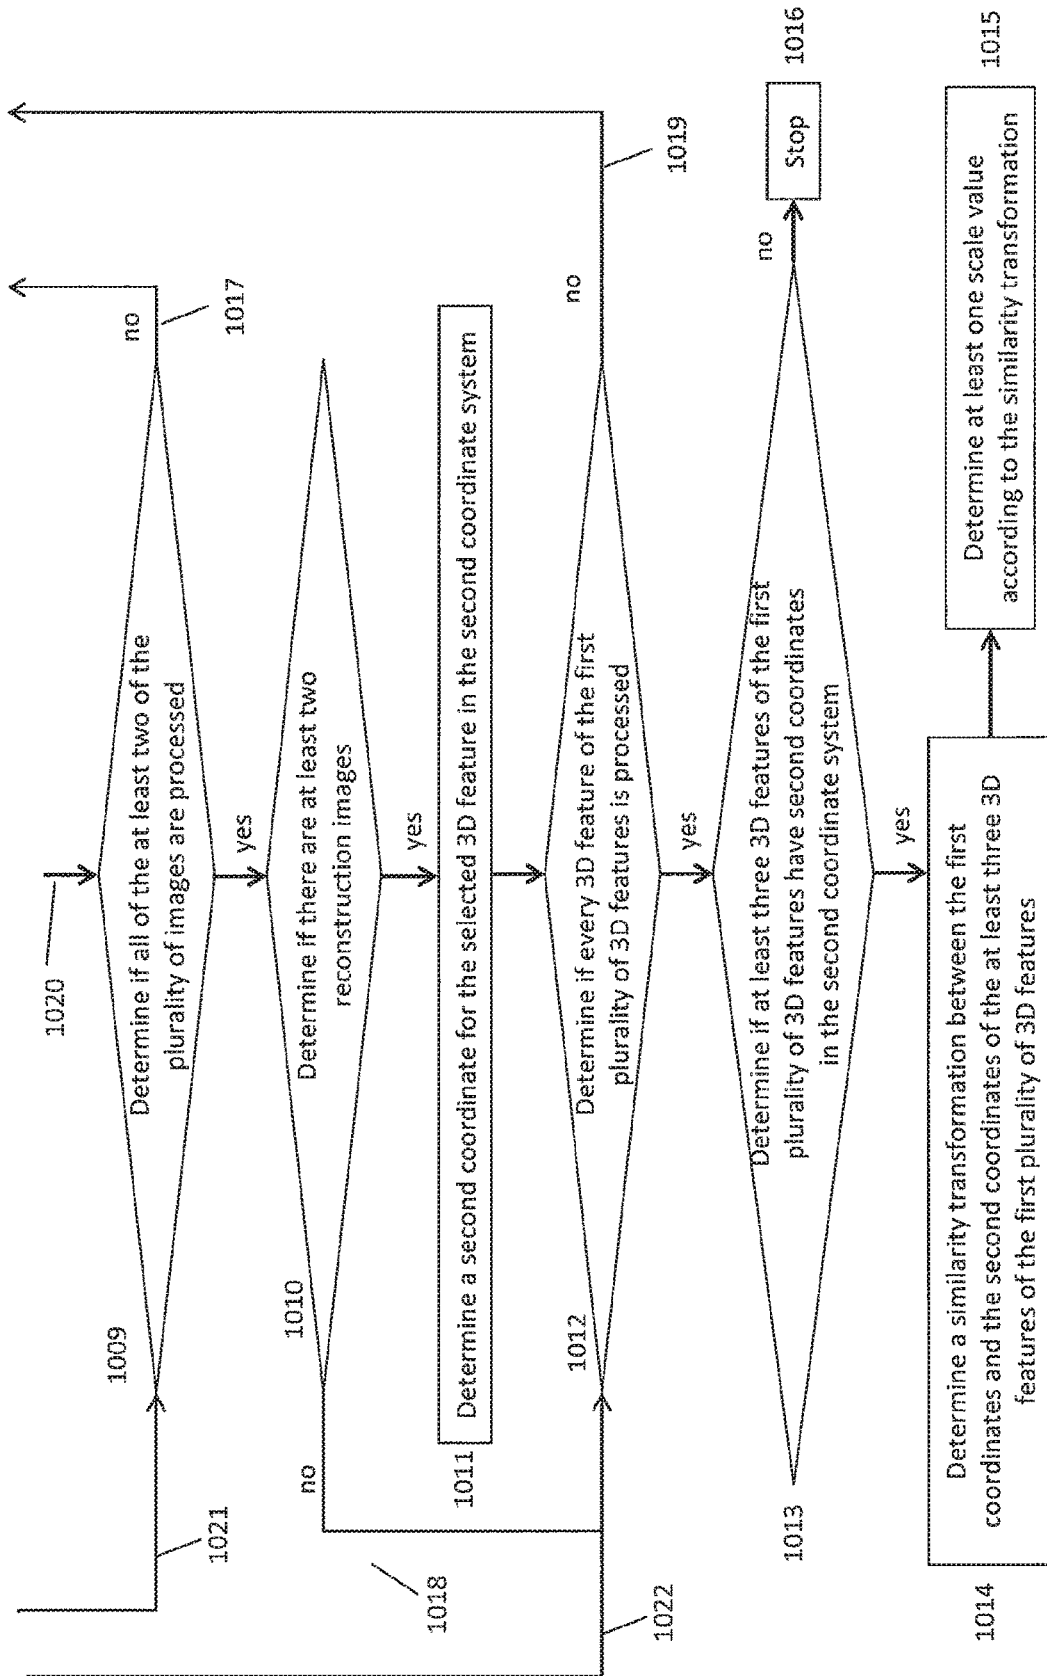 1020
1021
1009
Determine if all of the at least two of the
plurality of images are processed
no
1017
yes
1010
Determine if there are at least two
reconstruction images
no
1018
yes
1011
Determine a second coordinate for the selected 3D feature in the second coordinate system
1022
1012
Determine if every 3D feature of the first
plurality of 3D features is processed
no
1019
yes
1013
Determine if at least three 3D features of the first
plurality of 3D features have second coordinates
in the second coordinate system
no
Stop
1016
yes
1014
Determine a similarity transformation between the first
coordinates and the second coordinates of the at least three 3D
features of the first plurality of 3D features
Determine at least one scale value
according to the similarity transformation
1015